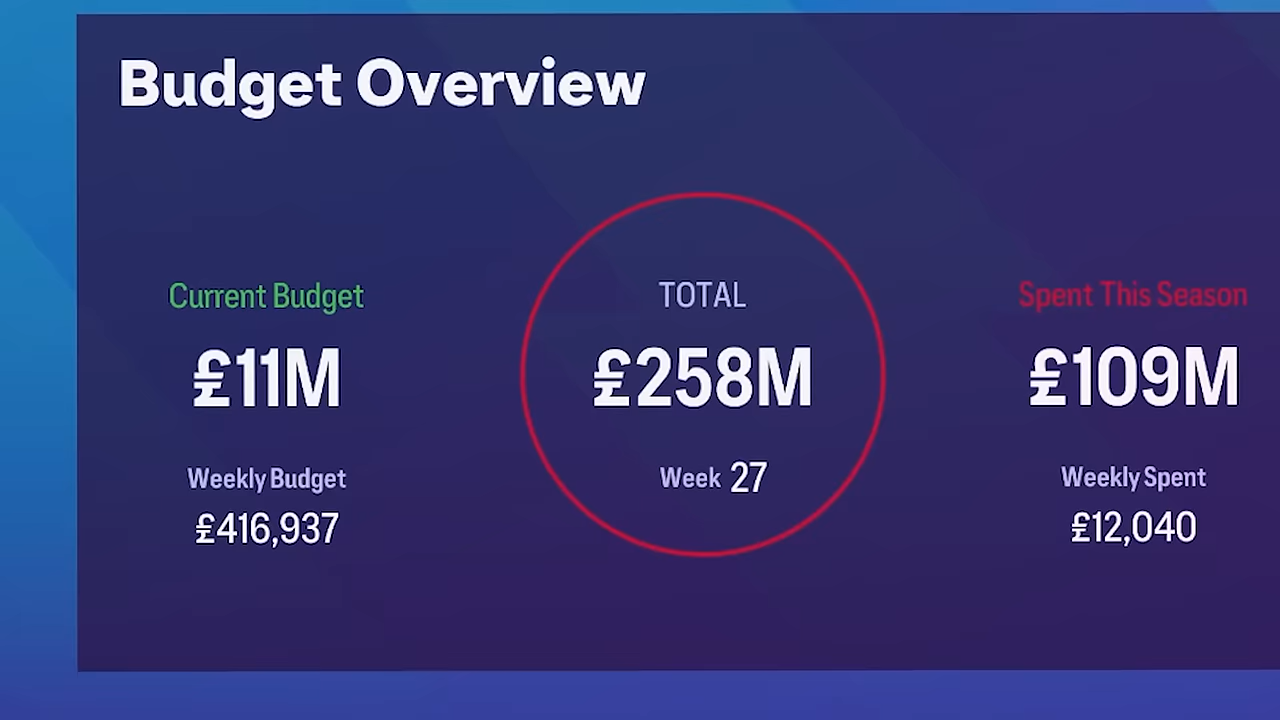 Budget Overview
Current Budget
£11M
Weekly Budget
£416,937
TOTAL
£258M
Week 27
Spent This Season
£109M
Weekly Spent
£12,040